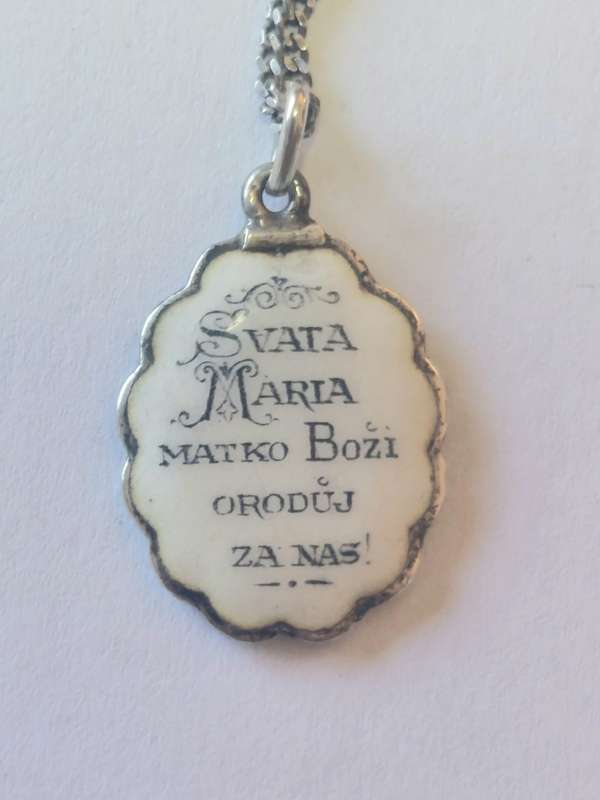 SVATA
MARIA
MATKO BOŽI
ORODŮJ
ZA NAS!